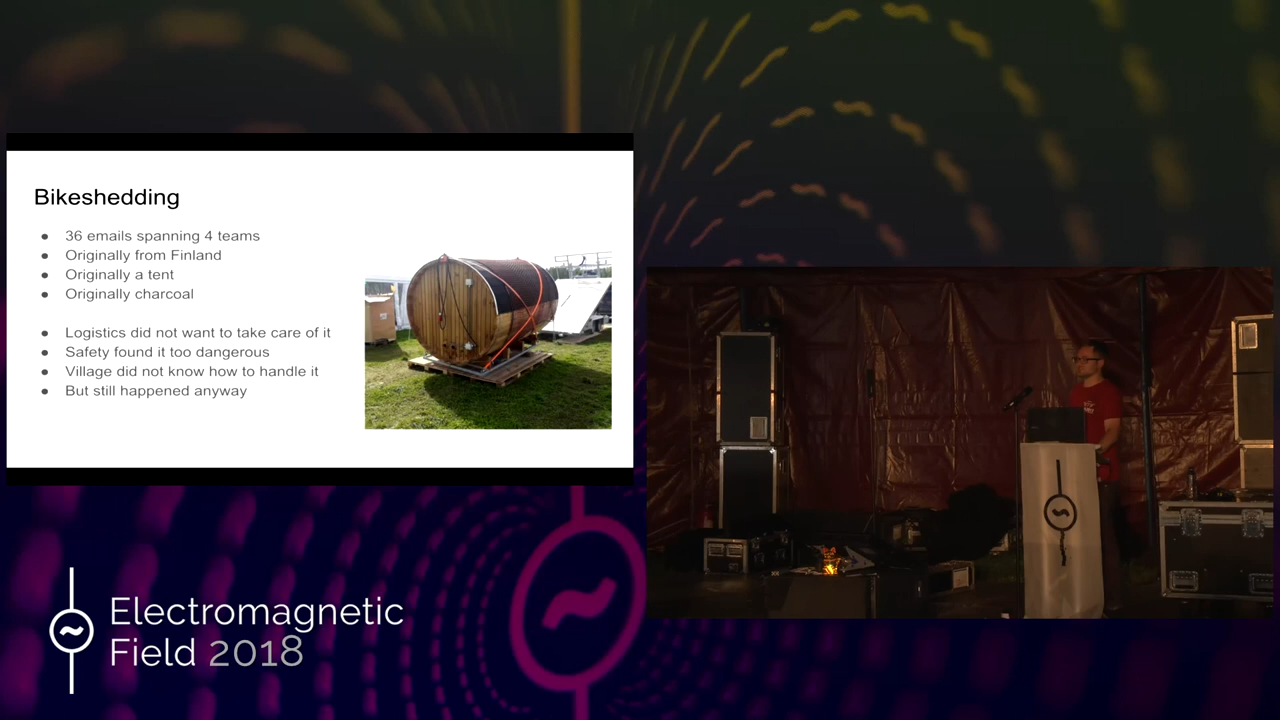 Bikeshedding
● 36 emails spanning 4 teams
● Originally from Finland
● Originally a tent
● Originally charcoal
● Logistics did not want to take care of it
● Safety found it too dangerous
● Village did not know how to handle it
● But still happened anyway
Electromagnetic
Field 2018